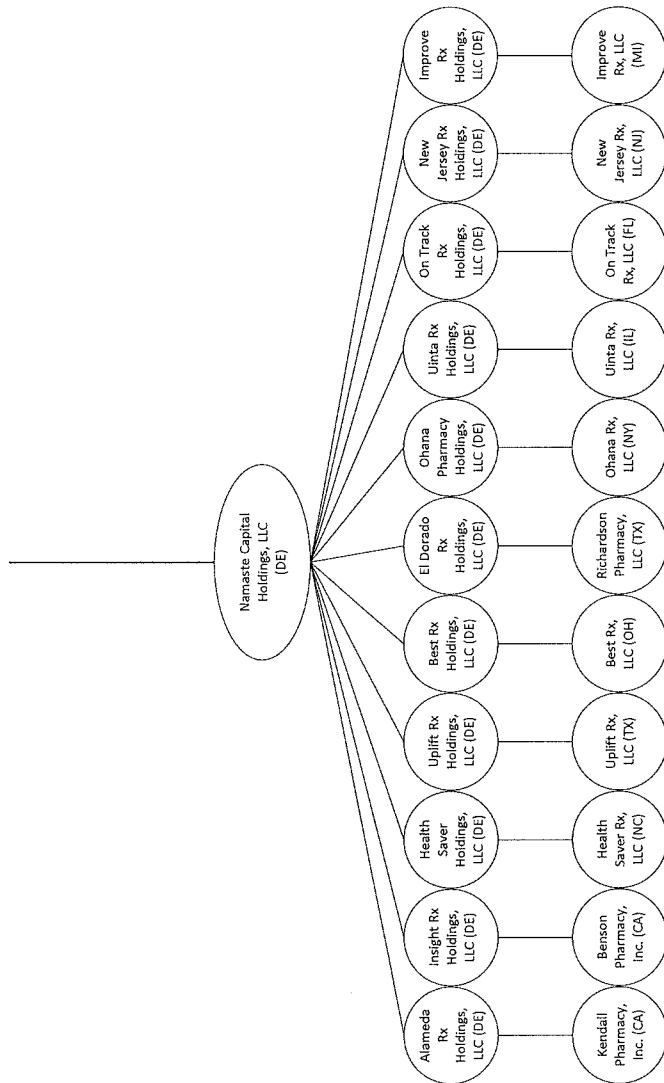 Namaste Capital
Holdings, LLC
(DE)
Alameda
Rx
Holdings,
LLC (DE)
Insight Rx
Holdings,
LLC (DE)
Health
Saver
Holdings,
LLC (DE)
Uplift Rx
Holdings,
LLC (DE)
Best Rx
Holdings,
LLC (DE)
El Dorado
Rx
Holdings,
LLC (DE)
Ohana
Pharmacy
Holdings,
LLC (DE)
Uinta Rx
Holdings,
LLC (DE)
On Track
Rx
Holdings,
LLC (DE)
New
Jersey Rx
Holdings,
LLC (DE)
Improve
Rx
Holdings,
LLC (DE)
Kendall
Pharmacy,
Inc. (CA)
Benson
Pharmacy,
Inc. (CA)
Health
Saver Rx,
LLC (NC)
Uplift Rx,
LLC (TX)
Best Rx,
LLC (OH)
Richardson
Pharmacy,
LLC (TX)
Ohana Rx,
LLC (NY)
Uinta Rx,
LLC (IL)
On Track
Rx, LLC (FL)
New
Jersey Rx,
LLC (NJ)
Improve
Rx, LLC
(MI)